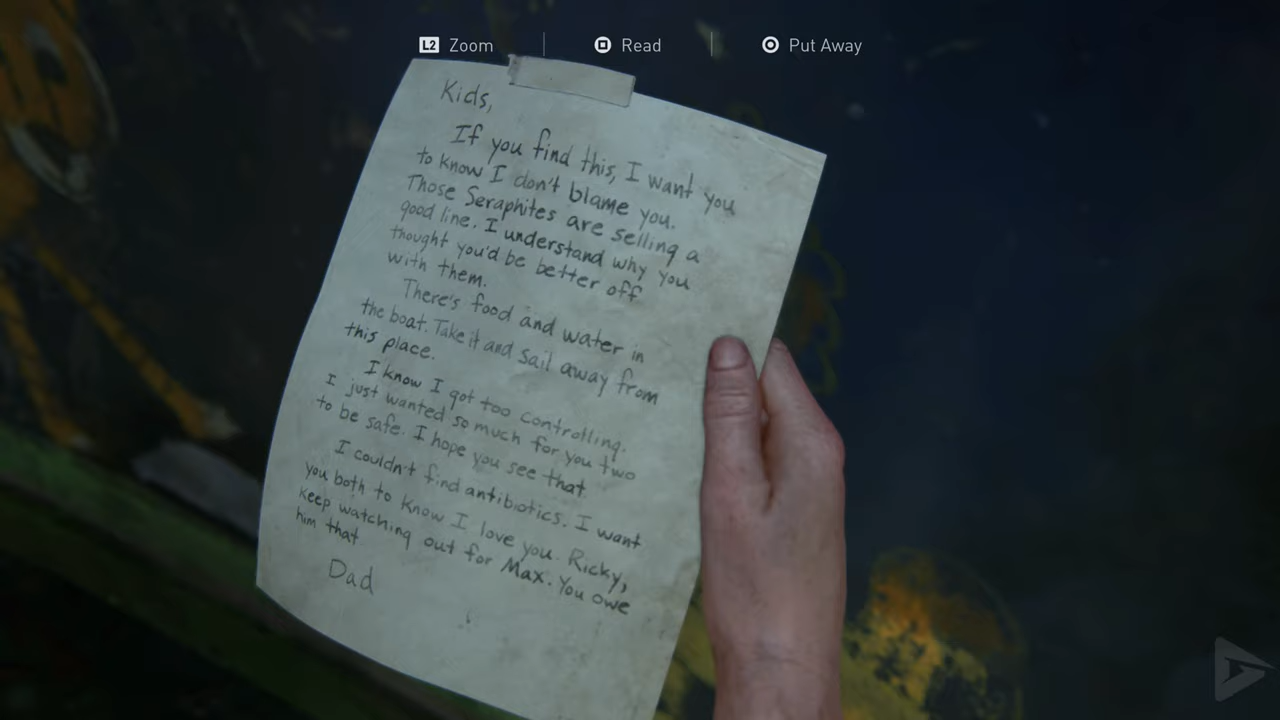 L2 Zoom
Read
Put Away
Kids,
If you find this, I want you
to know I don't blame you.
Those Seraphites are selling a
good line. I understand why you
thought you'd be better off
with them.
There's food and water in
the boat. Take it and sail away from
this place.
I know I got too controlling.
I just wanted so much for you two
to be safe. I hope you see that
I couldn't find antibiotics. I want
you both to know I love you. Ricky,
keep watching out for Max. You owe
him that
Dad